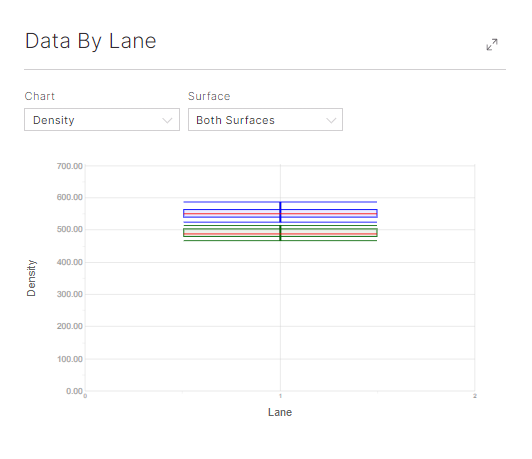 Data By Lane
Chart
Surface
Density
Both Surfaces
700.00
600.00
500.00
400.00
300.00
200.00
100.00
0.00
Density
0
1
2
Lane